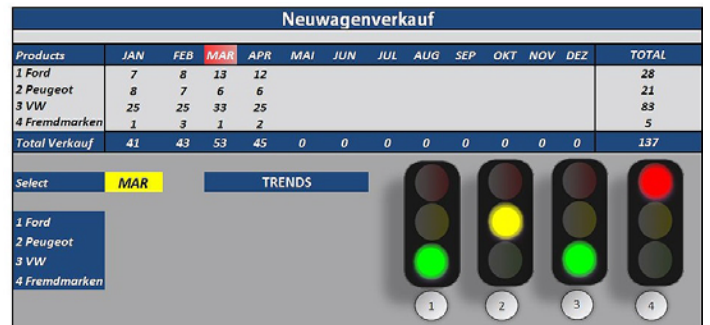 Neuwagenverkauf
Products JAN FEB MAR APR MAI JUN JUL AUG SEP OKT NOV DEZ TOTAL
1 Ford 7 8 13 12 28
2 Peugeot 8 7 6 6 21
3 VW 25 25 33 25 83
4 Fremdmarken 1 3 1 2 5
Total Verkauf 41 43 53 45 0 0 0 0 0 0 0 0 137
Select MAR TRENDS
1 Ford
2 Peugeot
3 VW
4 Fremdmarken
1 2 3 4